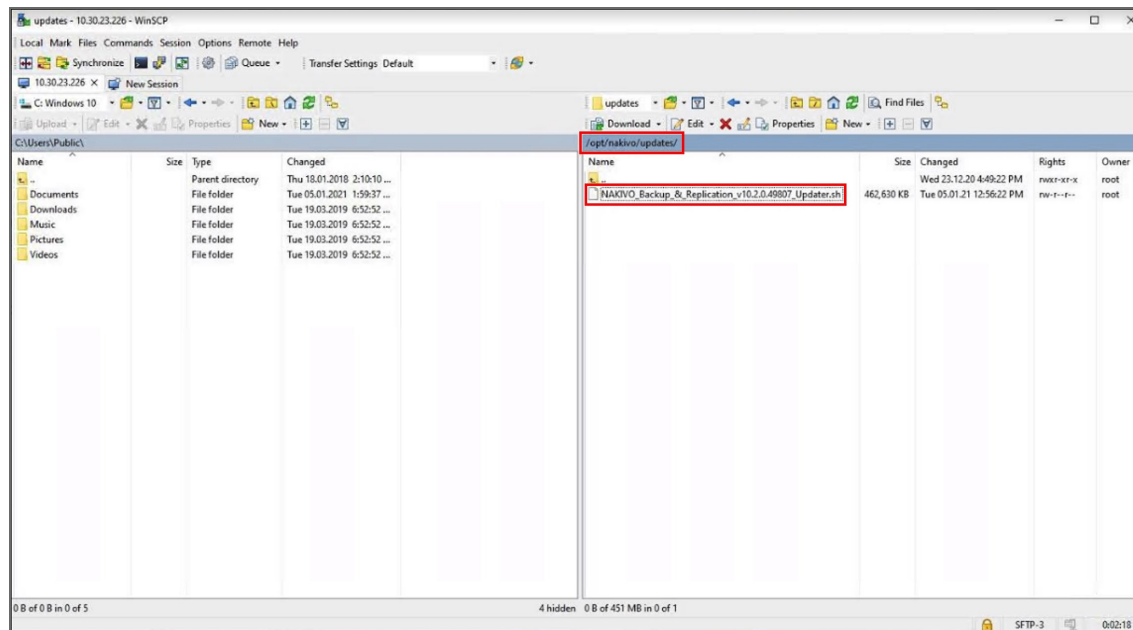 updates - 10.30.23.226 - WinSCP
Local Mark Files Commands Session Options Remote Help
Synchronize Queue Transfer Settings Default
10.30.23.226 × New Session
C: Windows 10
updates Find Files
Upload Edit Properties New
Download Edit Properties New
C:\Users\Public\
/opt/nakivo/updates/
Name Size Type Changed
.. Parent directory Thu 18.01.2018 2:10:10 ...
Documents File folder Tue 05.01.2021 1:59:37 ...
Downloads File folder Tue 19.03.2019 6:52:52 ...
Music File folder Tue 19.03.2019 6:52:52 ...
Pictures File folder Tue 19.03.2019 6:52:52 ...
Videos File folder Tue 19.03.2019 6:52:52 ...
Name Size Changed Rights Owner
.. Wed 23.12.20 4:49:22 PM rwxr-xr-x root
NAKIVO_Backup_&_Replication_v10.2.0.49807_Updater.sh 462,630 KB Tue 05.01.21 12:56:22 PM rw-r--r-- root
0 B of 0 B in 0 of 5 4 hidden
0 B of 451 MB in 0 of 1
SFTP-3 0:02:18